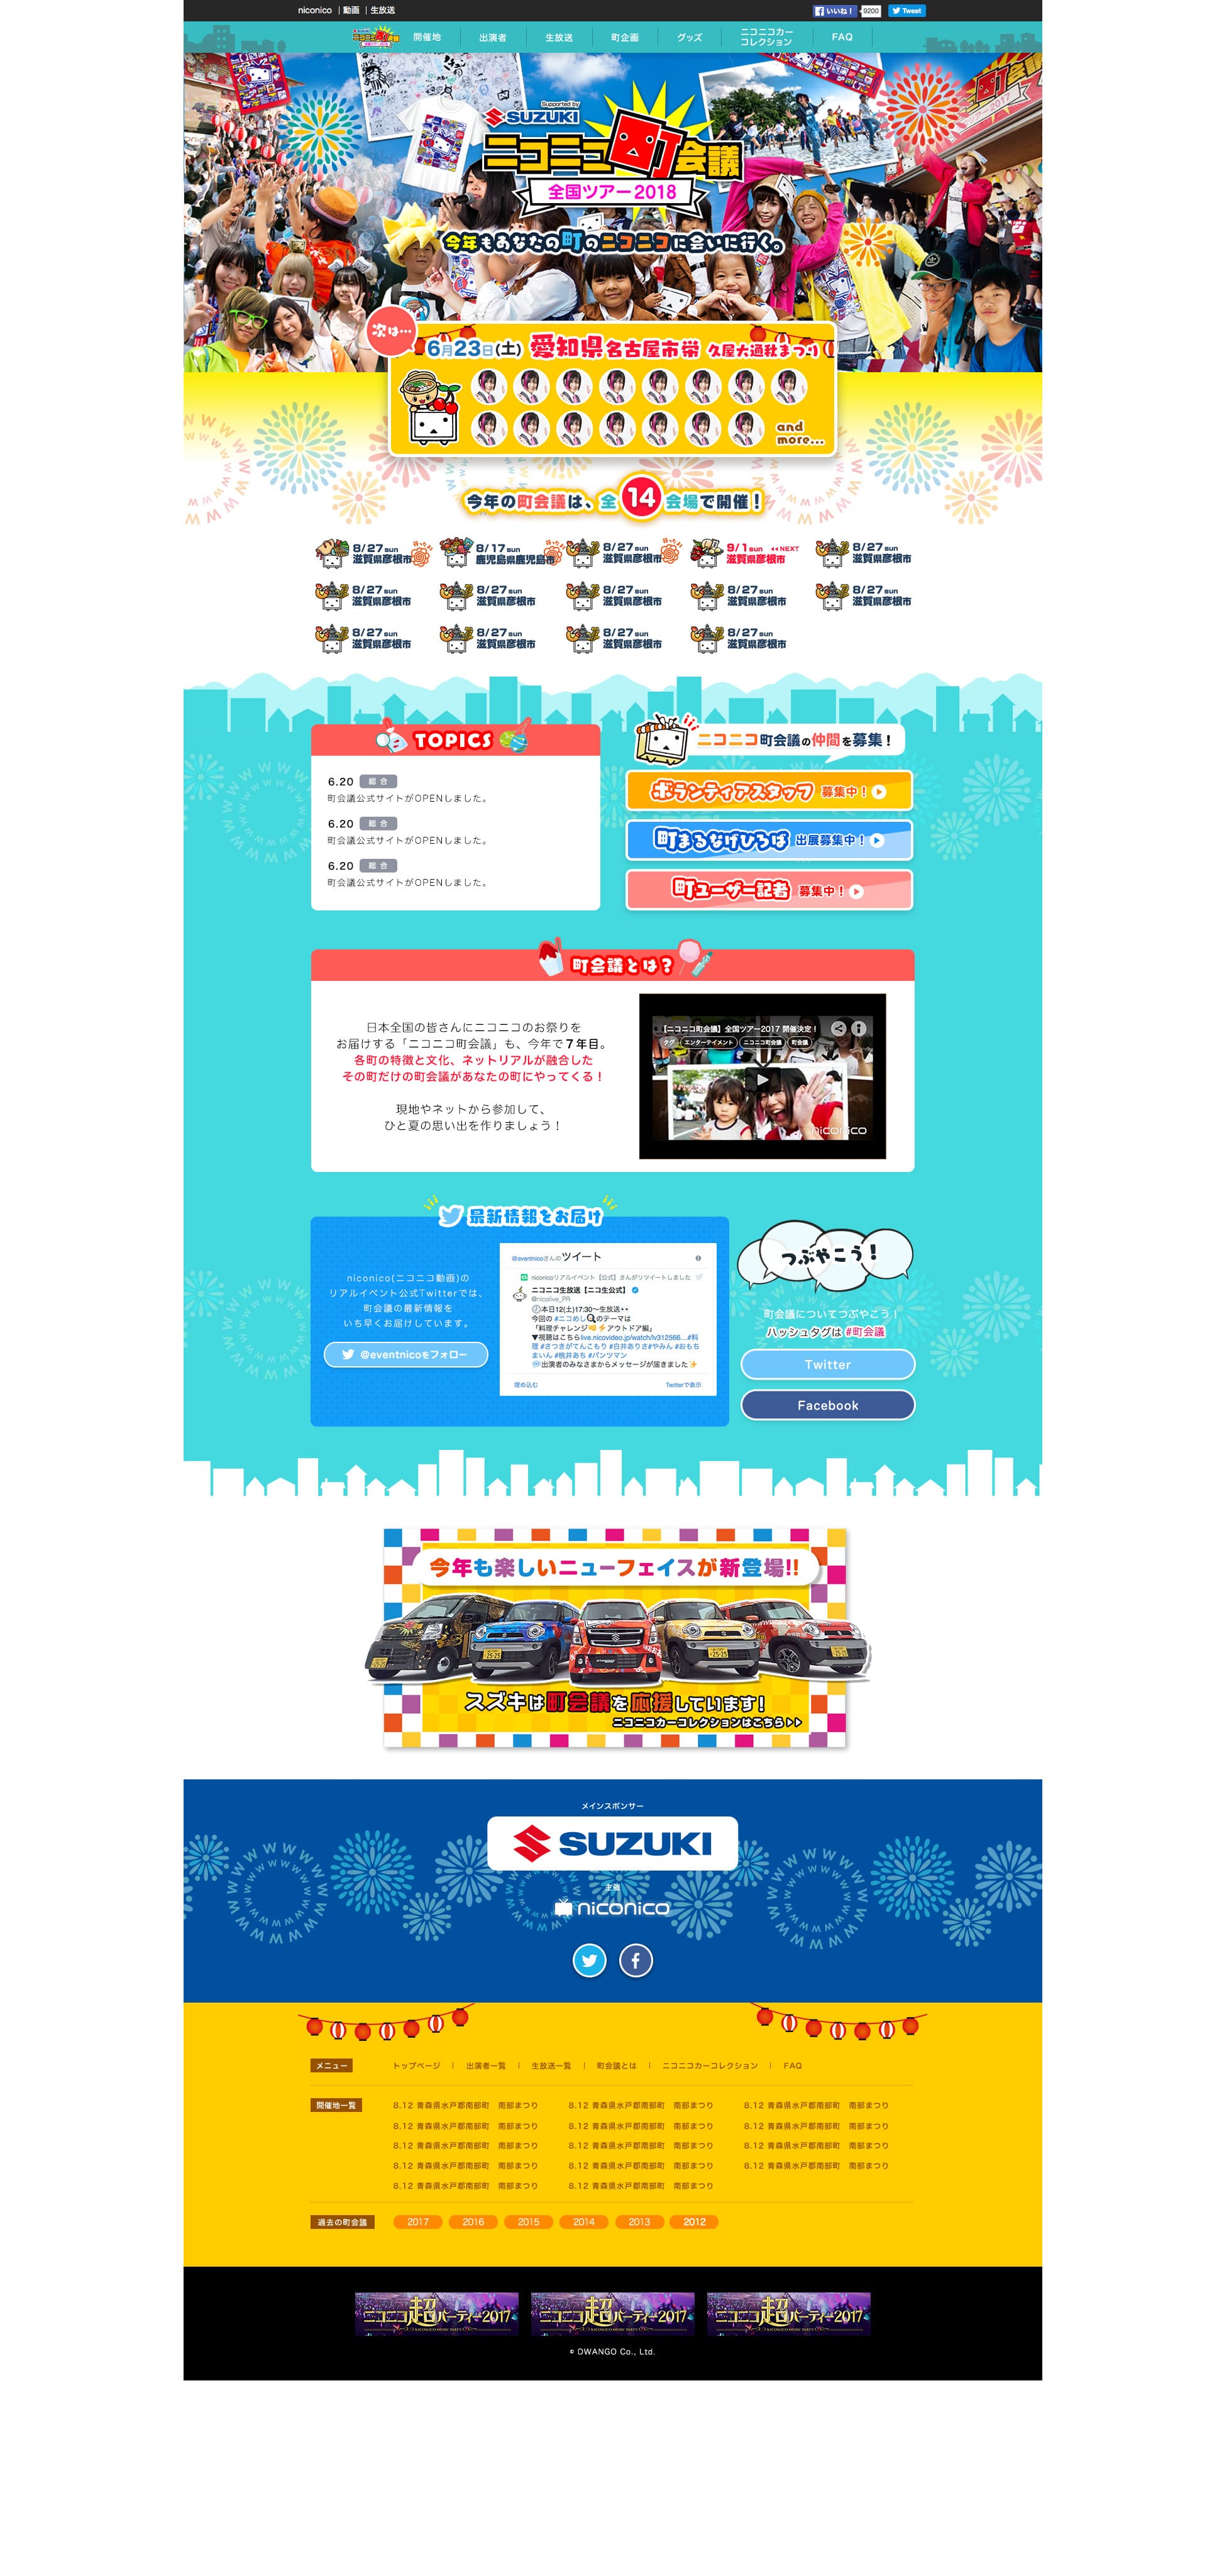 niconico | 動画 | 生放送
いいね! 9200 Tweet
ニコニコ町会議 開催地 出演者 生放送 町企画 グッズ ニコニコカーコレクション FAQ
Supported by
SUZUKI
ニコニコ町会議
全国ツアー2018
今年もあなたの町のニコニコに会いに行く。
次は…
6月23日(土) 愛知県名古屋市栄 久屋大通秋まつり
and more...
今年の町会議は、全14会場で開催!
8/27sun 滋賀県彦根市
8/17sun 鹿児島県鹿児島市
8/27sun 滋賀県彦根市
9/1sun ◀◀NEXT 滋賀県彦根市
8/27sun 滋賀県彦根市
8/27sun 滋賀県彦根市
8/27sun 滋賀県彦根市
8/27sun 滋賀県彦根市
8/27sun 滋賀県彦根市
8/27sun 滋賀県彦根市
8/27sun 滋賀県彦根市
8/27sun 滋賀県彦根市
8/27sun 滋賀県彦根市
8/27sun 滋賀県彦根市
TOPICS
6.20 総合
町会議公式サイトがOPENしました。
6.20 総合
町会議公式サイトがOPENしました。
6.20 総合
町会議公式サイトがOPENしました。
ニコニコ町会議の仲間を募集!
ボランティアスタッフ 募集中!
町まるなげひろば 出展募集中!
町ユーザー記者 募集中!
町会議とは?
日本全国の皆さんにニコニコのお祭りを
お届けする「ニコニコ町会議」も、今年で7年目。
各町の特徴と文化、ネットリアルが融合した
その町だけの町会議があなたの町にやってくる!
現地やネットから参加して、
ひと夏の思い出を作りましょう!
【ニコニコ町会議】全国ツアー2017 開催決定!
タグ エンターテイメント ニコニコ町会議 町会議
niconico
最新情報をお届け
niconico(ニコニコ動画)の
リアルイベント公式Twitterでは、
町会議の最新情報を
いち早くお届けしています。
@eventnicoをフォロー
@eventnicoさんのツイート
niconicoリアルイベント【公式】さんがリツイートしました
ニコニコ生放送【ニコ生公式】
@nicolive_PR
本日12(土)17:30〜生放送
今回の #ニコめし のテーマは
「料理チャレンジ アウトドア編」
▼視聴はこちらlive.nicovideo.jp/watch/lv312566…#料
理 #さつきがてんこもり #白井ありさ#やみん #おもち
まいん #桃井あち #パンツマン
出演者のみなさまからメッセージが届きました
埋め込む Twitterで表示
つぶやこう!
町会議についてつぶやこう!
ハッシュタグは #町会議
Twitter
Facebook
今年も楽しいニューフェイスが新登場!!
スズキは町会議を応援しています!
ニコニコカーコレクションはこちら▷▷
メインスポンサー
SUZUKI
主催
niconico
メニュー トップページ | 出演者一覧 | 生放送一覧 | 町会議とは | ニコニコカーコレクション | FAQ
開催地一覧 8.12 青森県水戸郡南部町 南部まつり 8.12 青森県水戸郡南部町 南部まつり 8.12 青森県水戸郡南部町 南部まつり
8.12 青森県水戸郡南部町 南部まつり 8.12 青森県水戸郡南部町 南部まつり 8.12 青森県水戸郡南部町 南部まつり
8.12 青森県水戸郡南部町 南部まつり 8.12 青森県水戸郡南部町 南部まつり 8.12 青森県水戸郡南部町 南部まつり
8.12 青森県水戸郡南部町 南部まつり 8.12 青森県水戸郡南部町 南部まつり 8.12 青森県水戸郡南部町 南部まつり
8.12 青森県水戸郡南部町 南部まつり 8.12 青森県水戸郡南部町 南部まつり
過去の町会議 2017 2016 2015 2014 2013 2012
ニコニコ超パーティー2017 ニコニコ超パーティー2017 ニコニコ超パーティー2017
© DWANGO Co., Ltd.